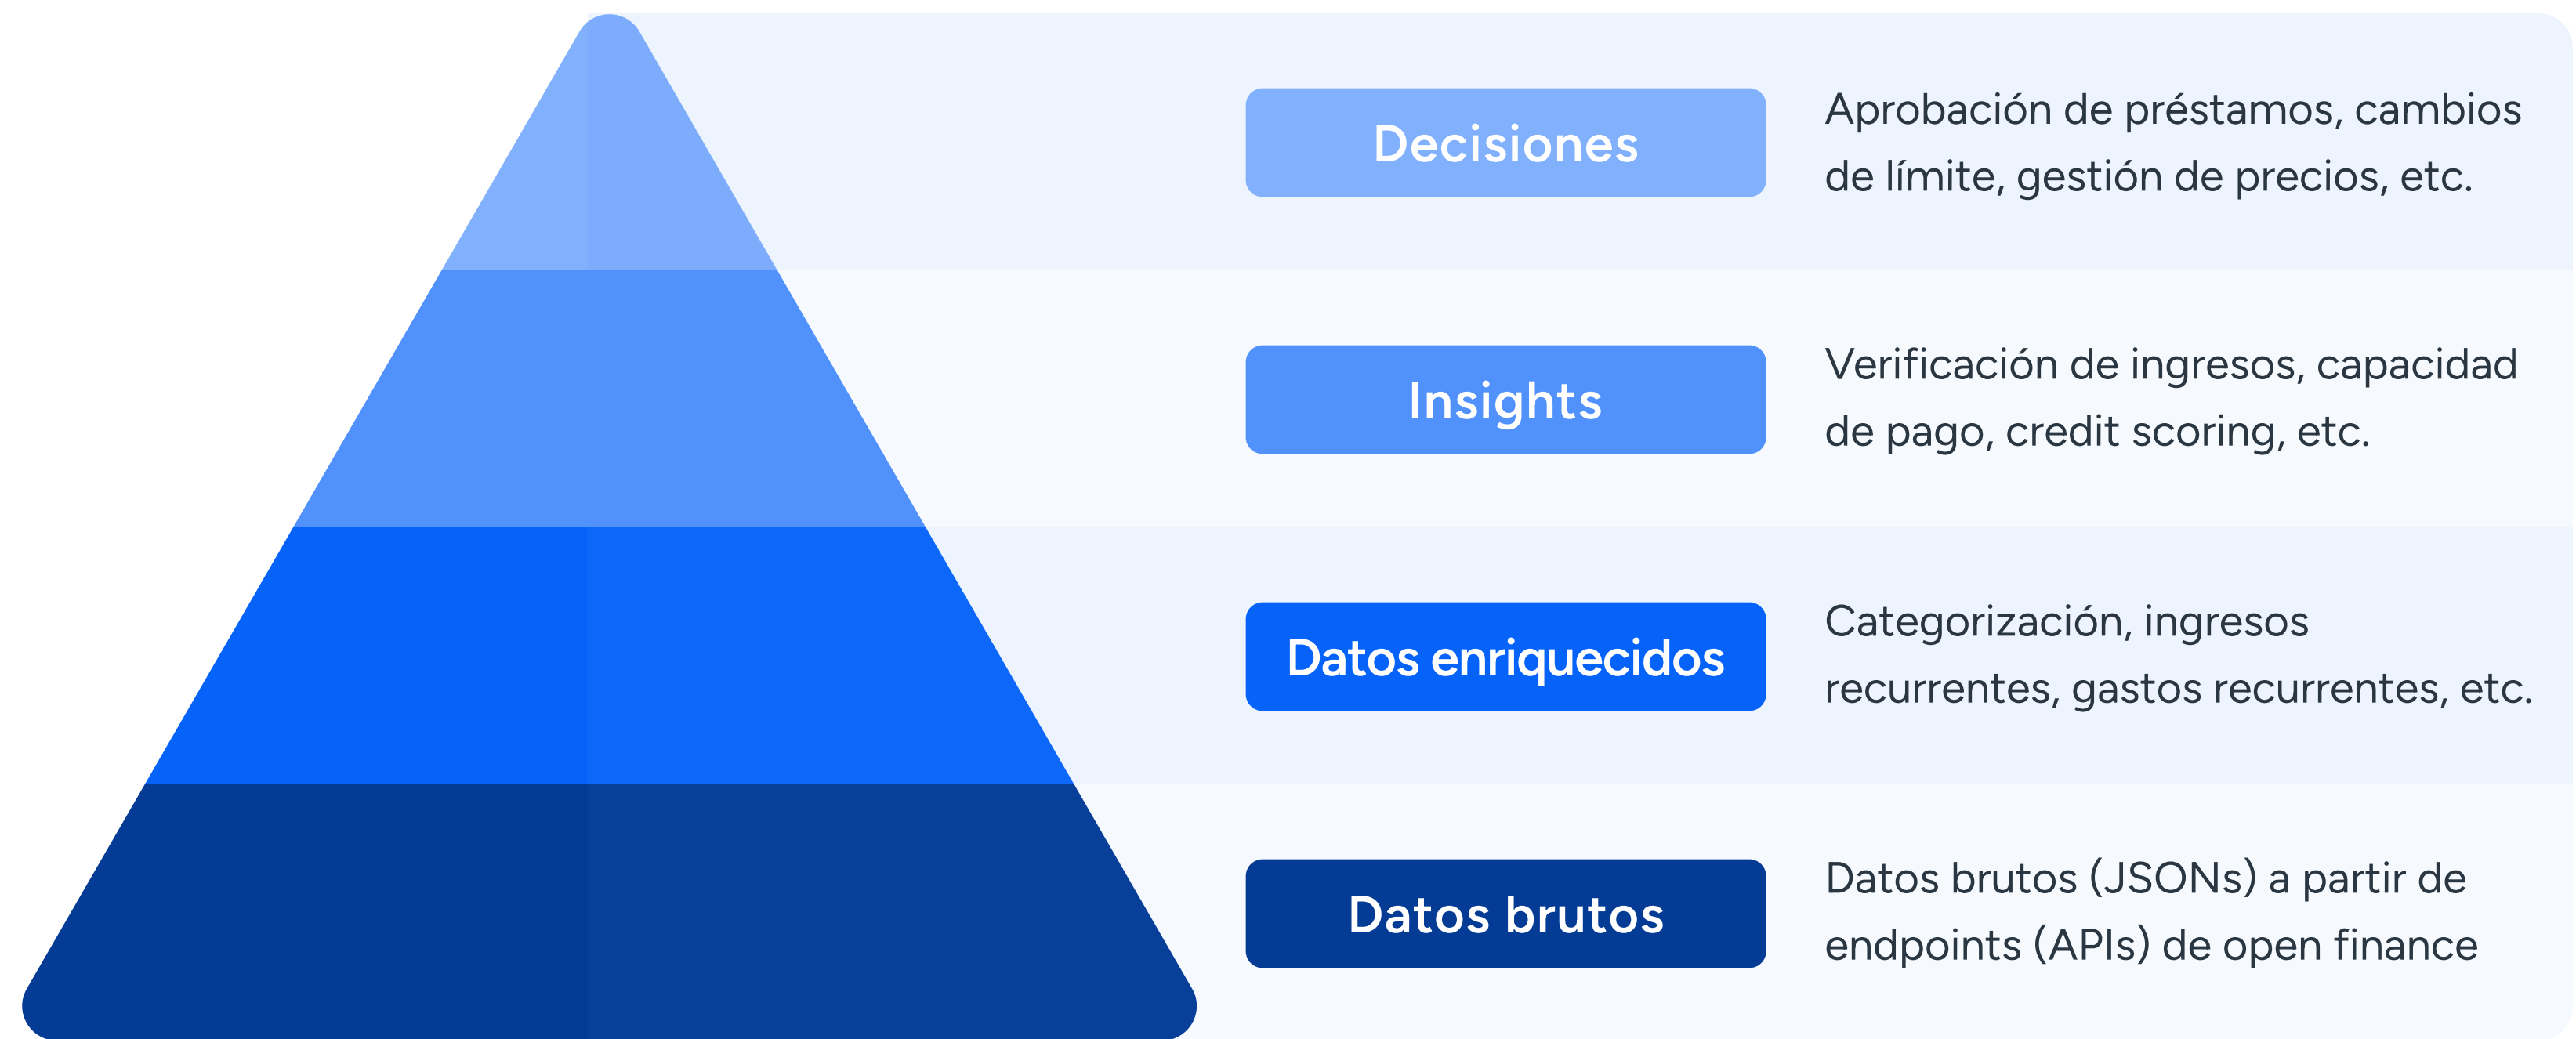 Decisiones
Aprobación de préstamos, cambios
de límite, gestión de precios, etc.
Insights
Verificación de ingresos, capacidad
de pago, credit scoring, etc.
Datos enriquecidos
Categorización, ingresos
recurrentes, gastos recurrentes, etc.
Datos brutos
Datos brutos (JSONs) a partir de
endpoints (APIs) de open finance